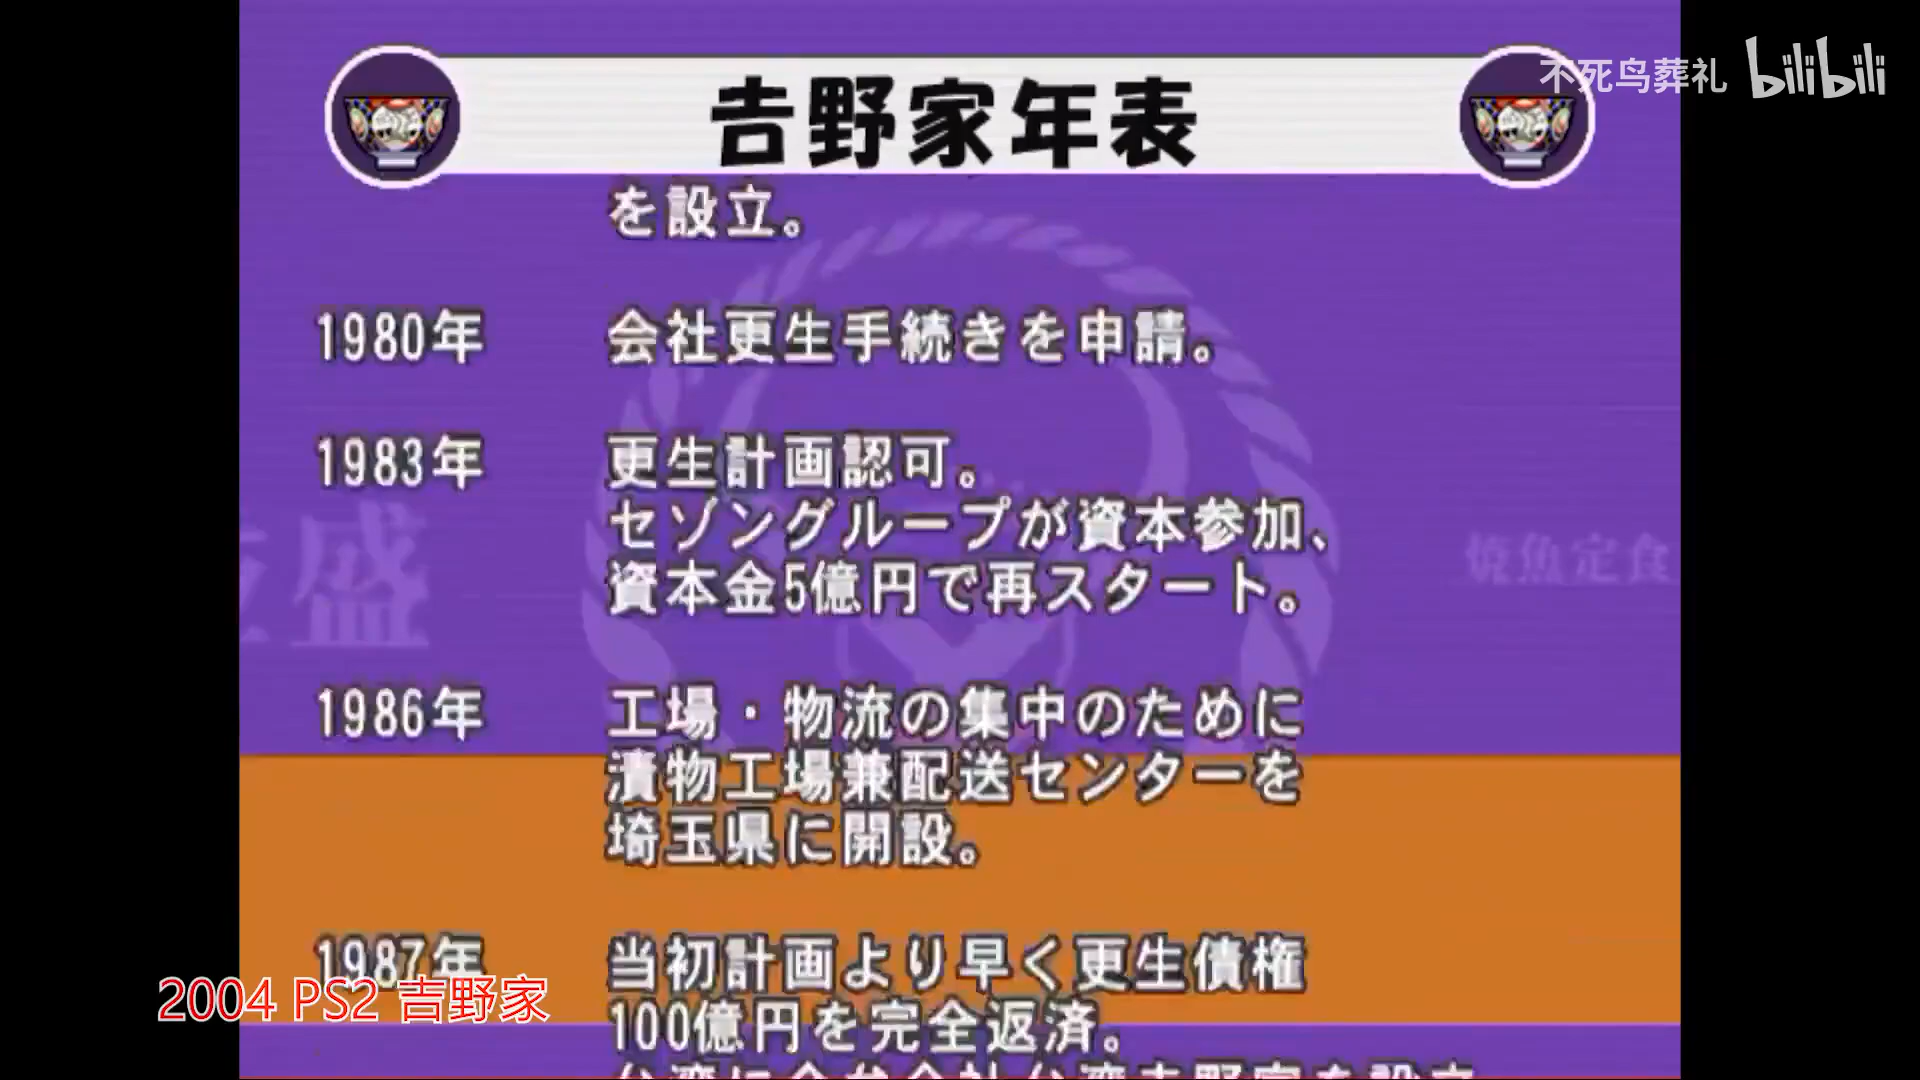 𠮷野家年表
不死鸟葬礼 bilibili
を設立。
1980年 会社更生手続きを申請。
1983年 更生計画認可。
セゾングループが資本参加、
資本金5億円で再スタート。
盛
焼魚定食
1986年 工場・物流の集中のために
漬物工場兼配送センターを
埼玉県に開設。
1987年 当初計画より早く更生債権
100億円を完全返済。
2004 PS2 吉野家